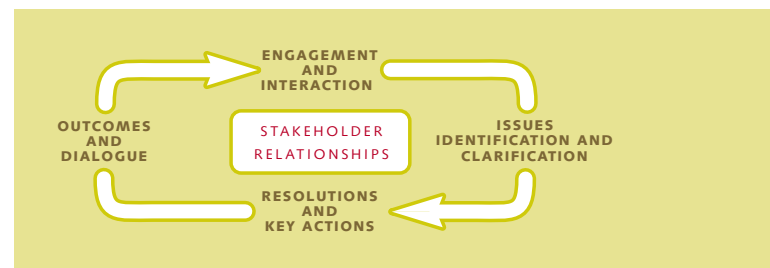 ENGAGEMENT
AND
INTERACTION
OUTCOMES
AND
DIALOGUE
STAKEHOLDER
RELATIONSHIPS
ISSUES
IDENTIFICATION AND
CLARIFICATION
RESOLUTIONS
AND
KEY ACTIONS